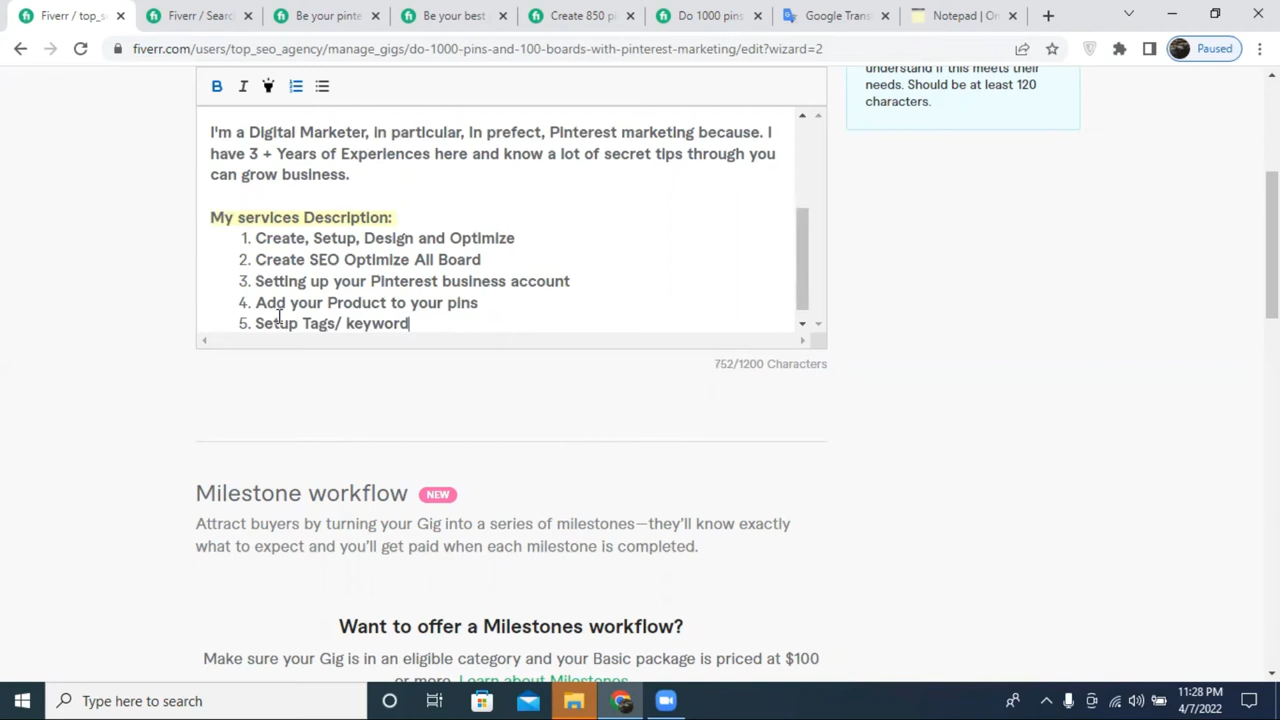 Fiverr / top_s
Fiverr / Searc
Be your pinte
Be your best
Create 850 pi
Do 1000 pins
Google Trans
Notepad | On
fiverr.com/users/top_seo_agency/manage_gigs/do-1000-pins-and-100-boards-with-pinterest-marketing/edit?wizard=2
Paused
B I
understand if this meets their
needs. Should be at least 120
characters.
I'm a Digital Marketer, in particular, In prefect, Pinterest marketing because. I
have 3 + Years of Experiences here and know a lot of secret tips through you
can grow business.
My services Description:
1. Create, Setup, Design and Optimize
2. Create SEO Optimize All Board
3. Setting up your Pinterest business account
4. Add your Product to your pins
5. Setup Tags/ keyword
752/1200 Characters
Milestone workflow NEW
Attract buyers by turning your Gig into a series of milestones—they'll know exactly
what to expect and you'll get paid when each milestone is completed.
Want to offer a Milestones workflow?
Make sure your Gig is in an eligible category and your Basic package is priced at $100
or more. Learn about Milestones
Type here to search
11:28 PM
4/7/2022